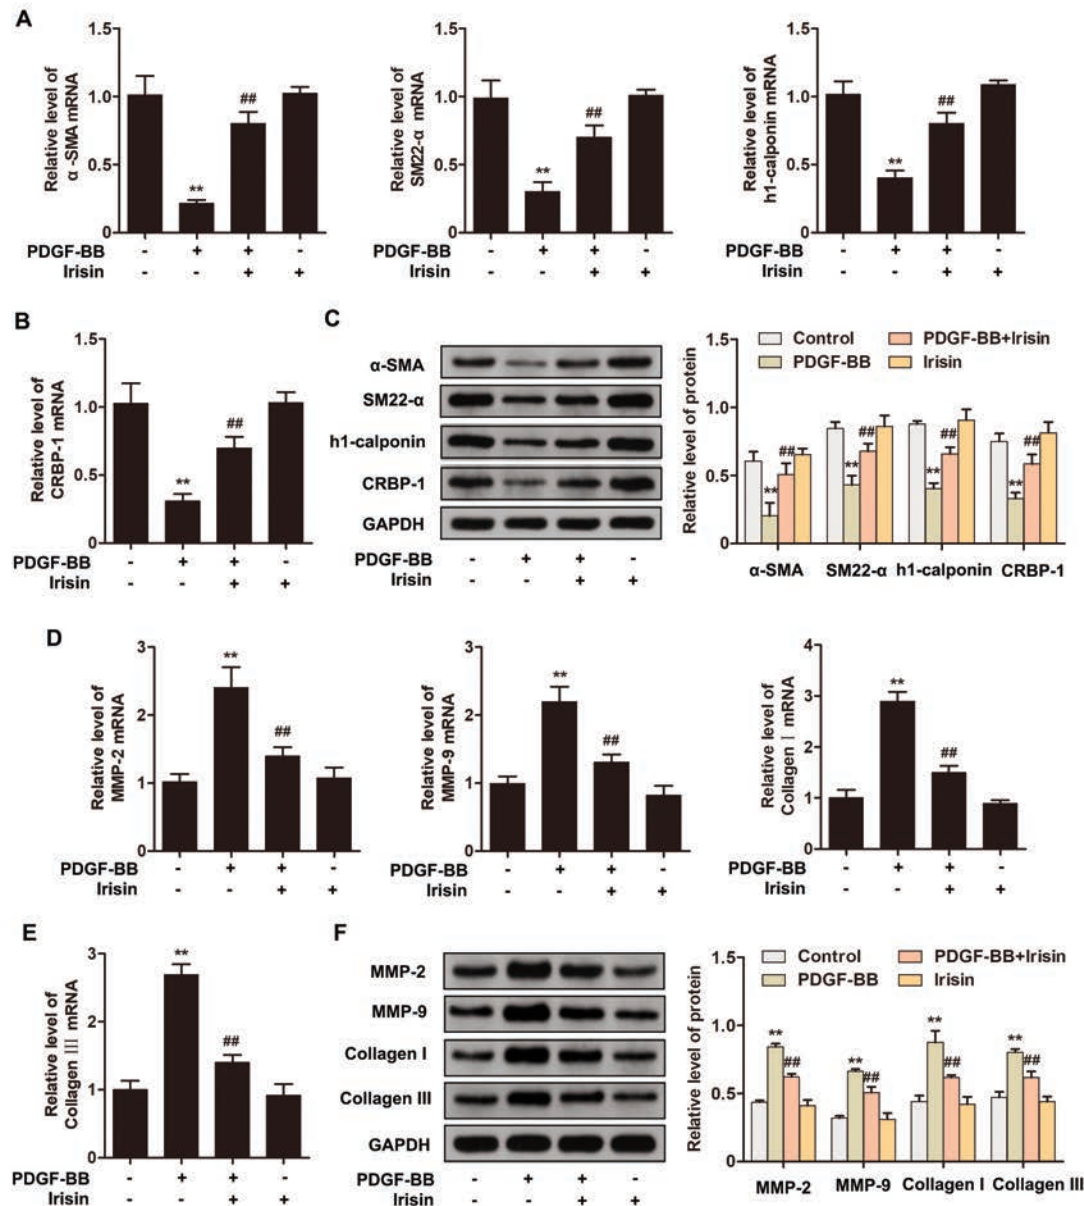 A
Relative level of
α-SMA mRNA
1.5
1.0
0.5
0
**
##
PDGF-BB - + + -
Irisin - - + +
Relative level of
SM22-α mRNA
1.5
1.0
0.5
0
**
##
- + + -
- - + +
Relative level of
h1-calponin mRNA
1.5
1.0
0.5
0
**
##
PDGF-BB - + + -
Irisin - - + +
B
Relative level of
CRBP-1 mRNA
1.5
1.0
0.5
0
**
##
PDGF-BB - + + -
Irisin - - + +
C
α-SMA
SM22-α
h1-calponin
CRBP-1
GAPDH
PDGF-BB - + + -
Irisin - - + +
Relative level of protein
1.5
1.0
0.5
0
Control PDGF-BB+Irisin
PDGF-BB Irisin
** ## ** ## ** ## ** ##
α-SMA SM22-α h1-calponin CRBP-1
D
Relative level of
MMP-2 mRNA
3
2
1
0
**
##
PDGF-BB - + + -
Irisin - - + +
Relative level of
MMP-9 mRNA
3
2
1
0
**
##
PDGF-BB - + + -
Irisin - - + +
Relative level of
Collagen I mRNA
4
3
2
1
0
**
##
PDGF-BB - + + -
Irisin - - + +
E
Relative level of
Collagen III mRNA
3
2
1
0
**
##
PDGF-BB - + + -
Irisin - - + +
F
MMP-2
MMP-9
Collagen I
Collagen III
GAPDH
PDGF-BB - + + -
Irisin - - + +
Relative level of protein
1.5
1.0
0.5
0
Control PDGF-BB+Irisin
PDGF-BB Irisin
** ## ** ## ** ## ** ##
MMP-2 MMP-9 Collagen I Collagen III